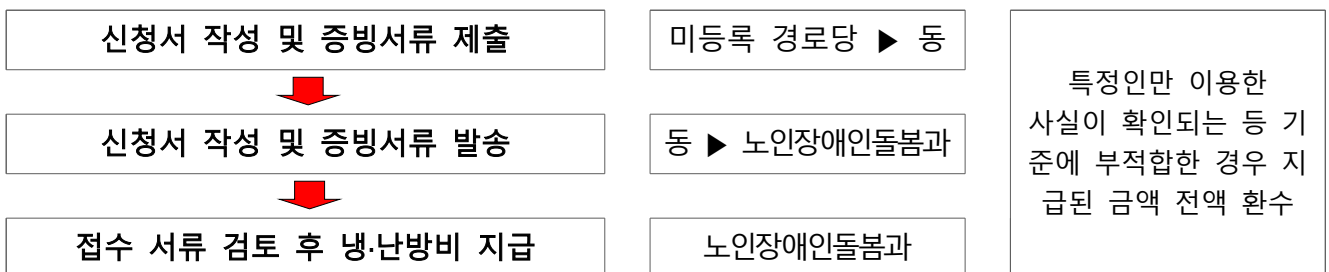 신청서 작성 및 증빙서류 제출
미등록 경로당 ▶ 동
신청서 작성 및 증빙서류 발송
동 ▶ 노인장애인돌봄과
접수 서류 검토 후 냉·난방비 지급
노인장애인돌봄과
특정인만 이용한
사실이 확인되는 등 기
준에 부적합한 경우 지
급된 금액 전액 환수